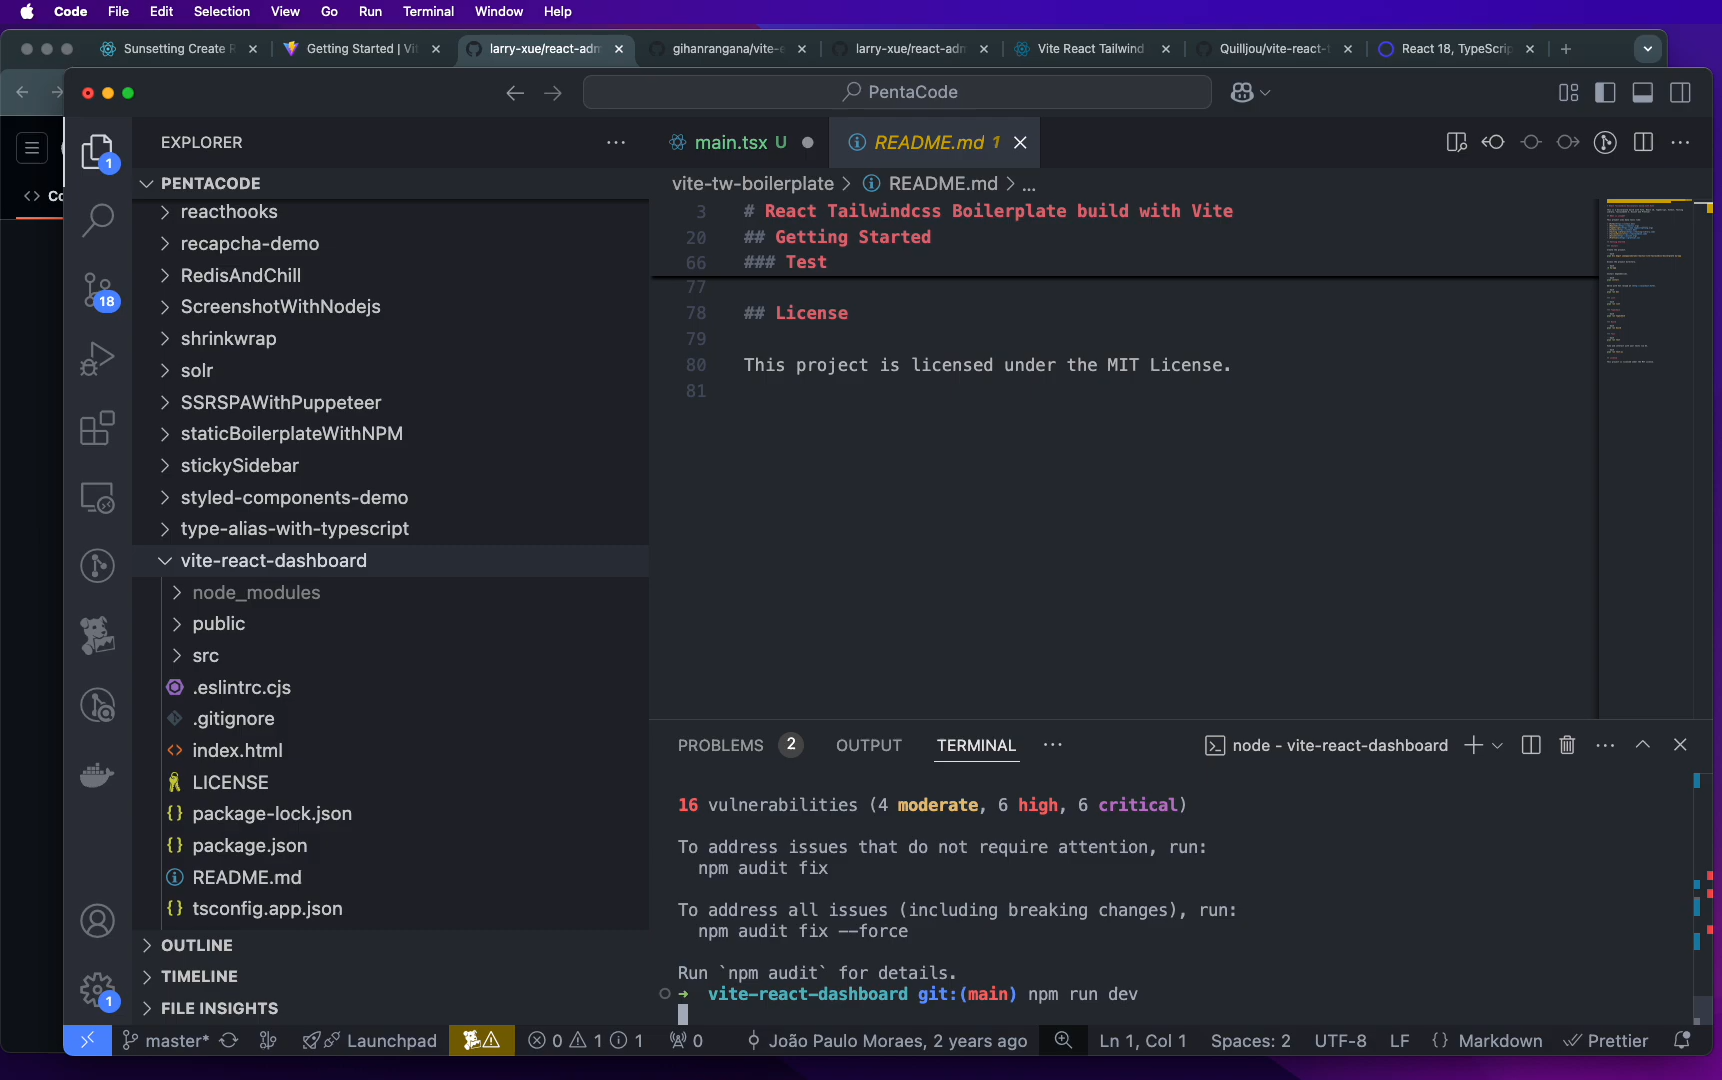 Code File Edit Selection View Go Run Terminal Window Help
Sunsetting Create R
Getting Started | Vit
larry-xue/react-adm
gihanrangana/vite-e
larry-xue/react-adm
Vite React Tailwind
Quilljou/vite-react-t
React 18, TypeScrip
PentaCode
EXPLORER
main.tsx U
README.md 1
PENTACODE
vite-tw-boilerplate > README.md > ...
reacthooks
recapcha-demo
RedisAndChill
ScreenshotWithNodejs
shrinkwrap
solr
SSRSPAWithPuppeteer
staticBoilerplateWithNPM
stickySidebar
styled-components-demo
type-alias-with-typescript
vite-react-dashboard
node_modules
public
src
.eslintrc.cjs
.gitignore
index.html
LICENSE
package-lock.json
package.json
README.md
tsconfig.app.json
OUTLINE
TIMELINE
FILE INSIGHTS
1
18
1
<> Co
3 # React Tailwindcss Boilerplate build with Vite
20 ## Getting Started
66 ### Test
77
78 ## License
79
80 This project is licensed under the MIT License.
81
PROBLEMS 2 OUTPUT TERMINAL ... node - vite-react-dashboard
16 vulnerabilities (4 moderate, 6 high, 6 critical)
To address issues that do not require attention, run:
npm audit fix
To address all issues (including breaking changes), run:
npm audit fix --force
Run `npm audit` for details.
➜ vite-react-dashboard git:(main) npm run dev
master* Launchpad 0 1 1 0 João Paulo Moraes, 2 years ago Ln 1, Col 1 Spaces: 2 UTF-8 LF {} Markdown Prettier